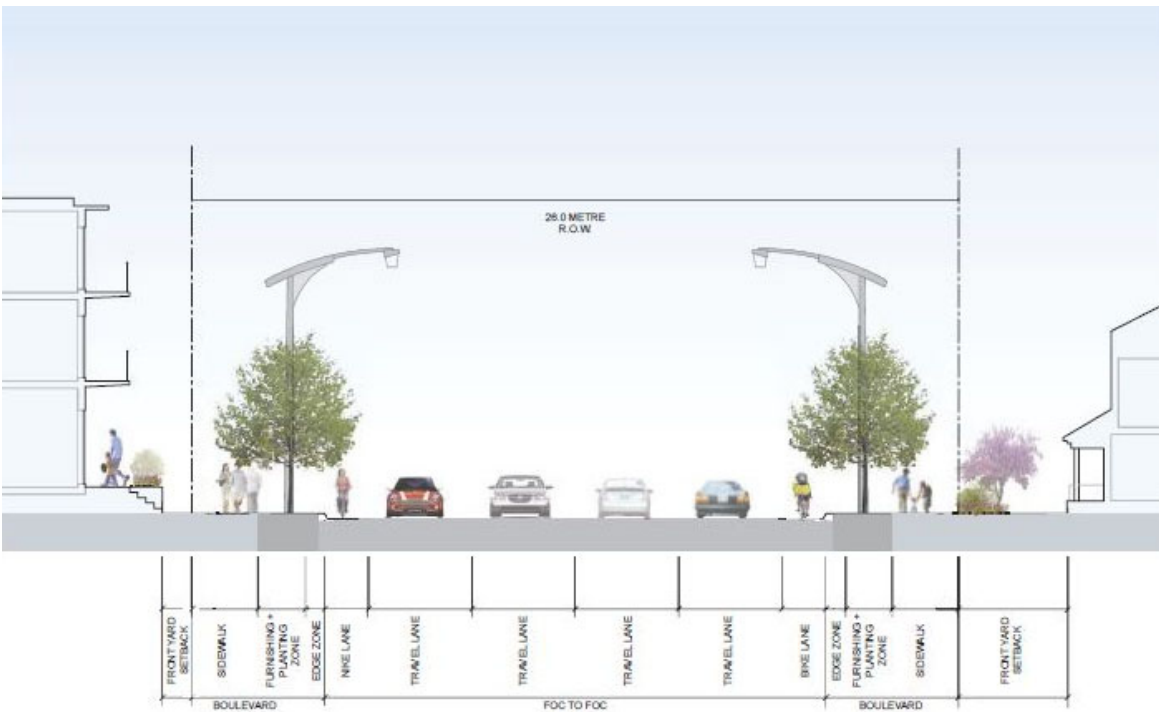 26.0 METRE
R.O.W.
FRONT YARD
SETBACK
SIDEWALK
FURNISHING +
PLANTING
ZONE
EDGE ZONE
NIKE LANE
TRAVEL LANE
TRAVEL LANE
TRAVEL LANE
TRAVEL LANE
BIKE LANE
EDGE ZONE
FURNISHING +
PLANTING
ZONE
SIDEWALK
FRONT YARD
SETBACK
BOULEVARD
FOC TO FOC
BOULEVARD